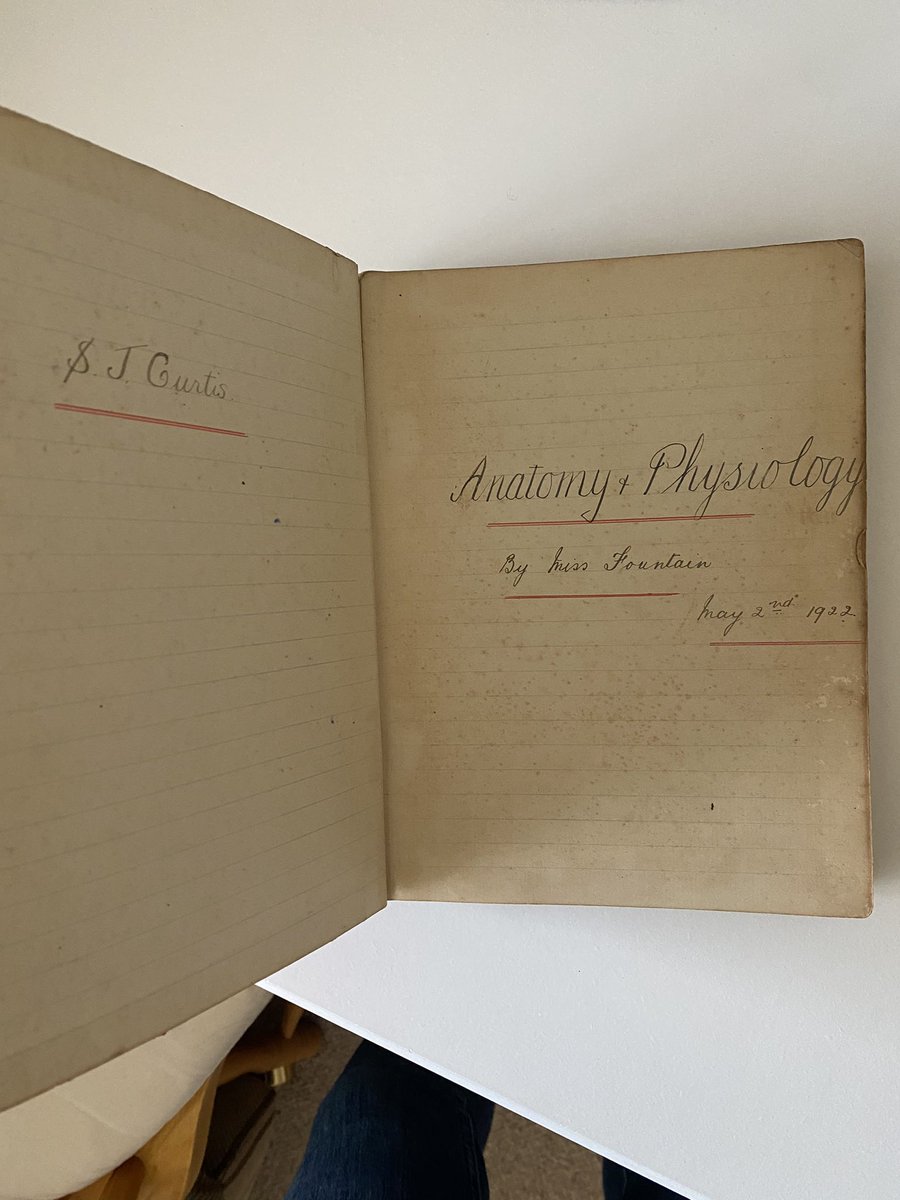 S. J. Curtis.
Anatomy & Physiology
By Miss Fountain
May 2nd 1922.